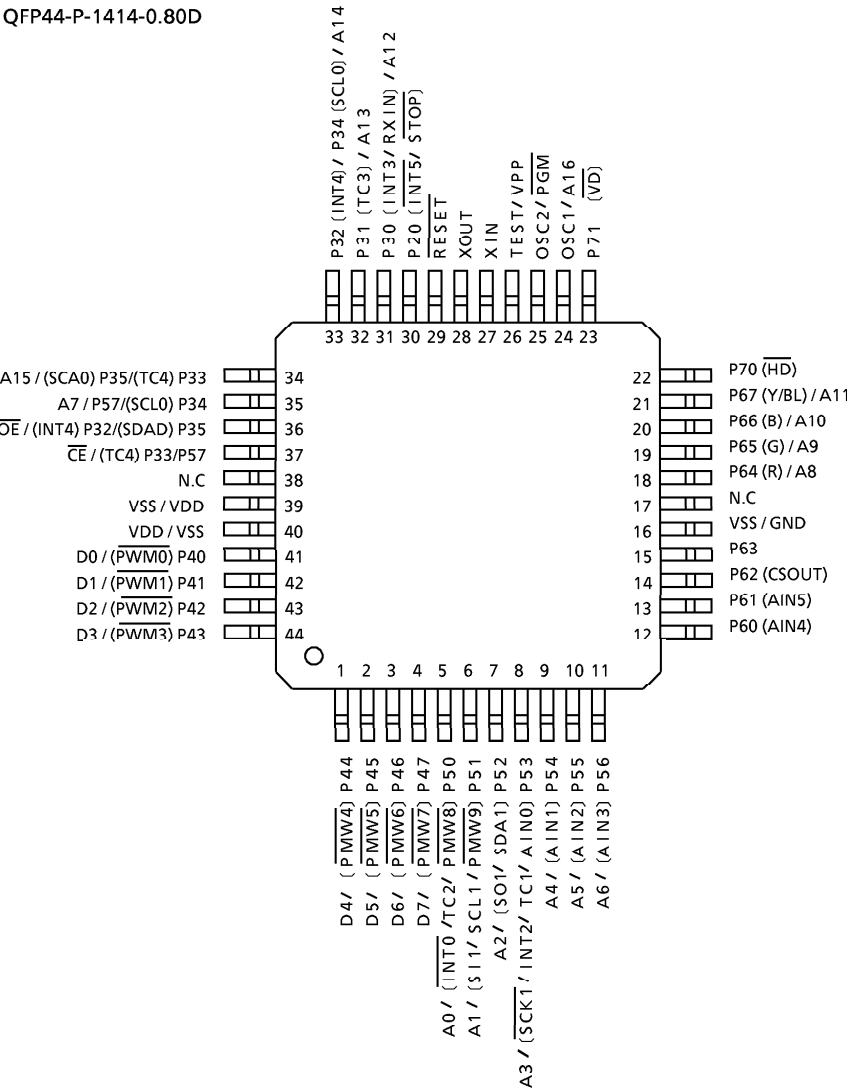 QFP44-P-1414-0.80D
P32 (INT4) / P34 (SCL0) / A14
P31 (TC3) / A13
P30 (INT3/RXIN) / A12
P20 (INT5/ STOP)
RESET
XOUT
XIN
TEST/VPP
OSC2/PGM
OSC1/A16
P71 (VD)
33 32 31 30 29 28 27 26 25 24 23
A15 / (SCA0) P35/(TC4) P33
34
A7 / P57/(SCL0) P34
35
OE / (INT4) P32/(SDAD) P35
36
CE / (TC4) P33/P57
37
N.C
38
VSS / VDD
39
VDD / VSS
40
D0 / (PWM0) P40
41
D1 / (PWM1) P41
42
D2 / (PWM2) P42
43
D3 / (PWM3) P43
44
22
P70 (HD)
21
P67 (Y/BL) / A11
20
P66 (B) / A10
19
P65 (G) / A9
18
P64 (R) / A8
17
N.C
16
VSS / GND
15
P63
14
P62 (CSOUT)
13
P61 (AIN5)
12
P60 (AIN4)
1 2 3 4 5 6 7 8 9 10 11
D4/ (PMW4) P44
D5/ (PMW5) P45
D6/ (PMW6) P46
D7/ (PMW7) P47
A0/ (INT0 /TC2/ PMW8) P50
A1/ (SI1/ SCL1/PMW9) P51
A2/ (SO1/ SDA1) P52
A3/ (SCK1/ INT2/ TC1/ AIN0) P53
A4/ (AIN1) P54
A5/ (AIN2) P55
A6/ (AIN3) P56